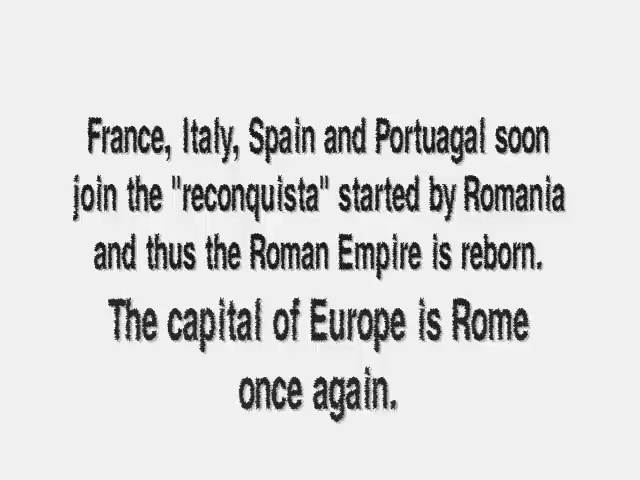 France, Italy, Spain and Portuagal soon
join the "reconquista" started by Romania
and thus the Roman Empire is reborn.
The capital of Europe is Rome
once again.